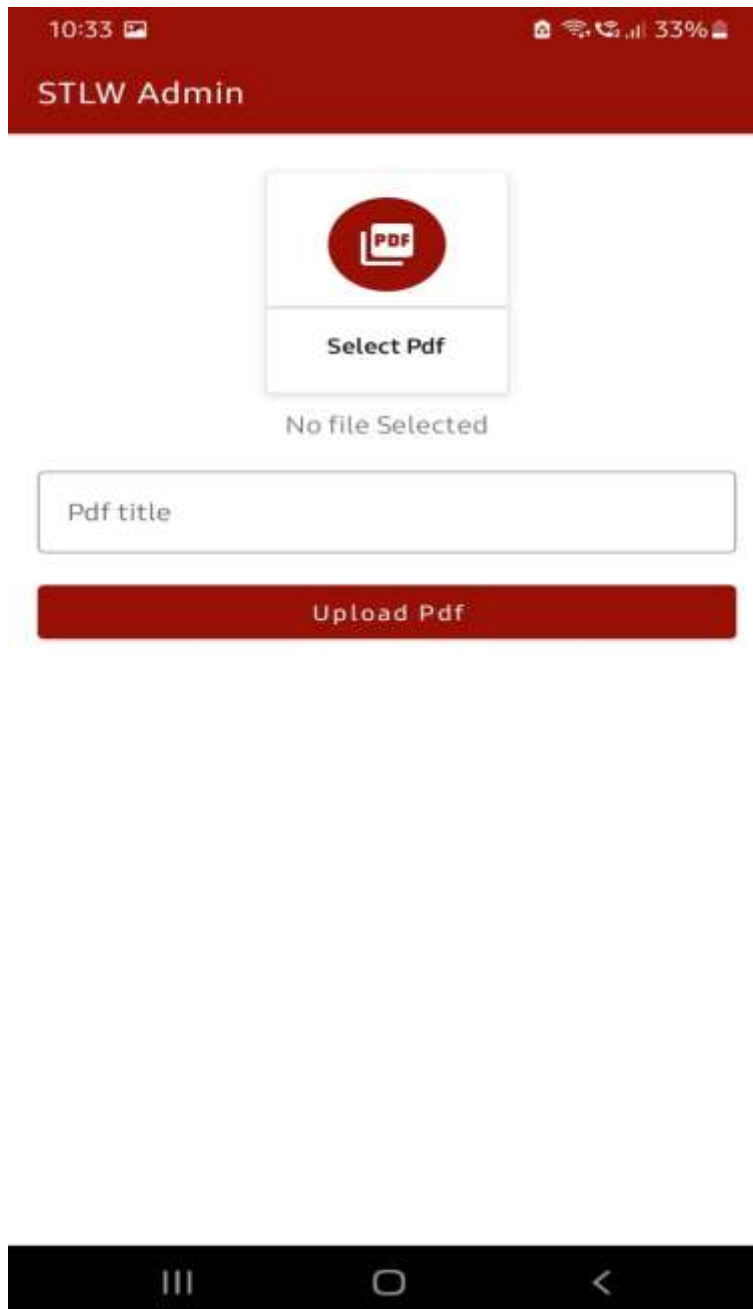 10:33 33%
STLW Admin
PDF
Select Pdf
No file Selected
Pdf title
Upload Pdf